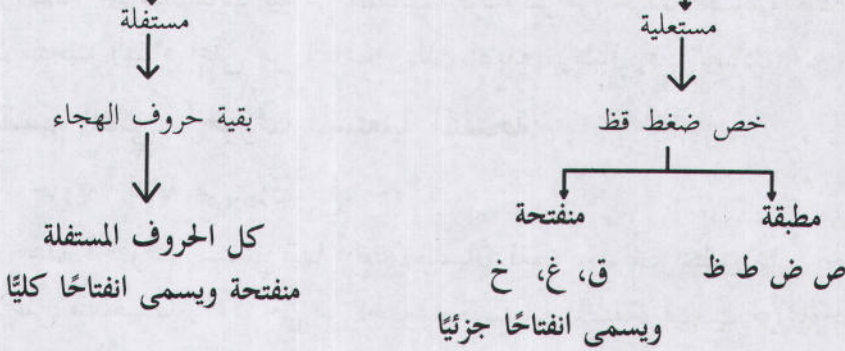 مستعلية
خص ضغط قظ
مطبقة
ص ض ط ظ
منفتحة
ق، غ، خ
ويسمى انفتاحًا جزئيًا
مستفلة
بقية حروف الهجاء
كل الحروف المستفلة
منفتحة ويسمى انفتاحًا كليًّا